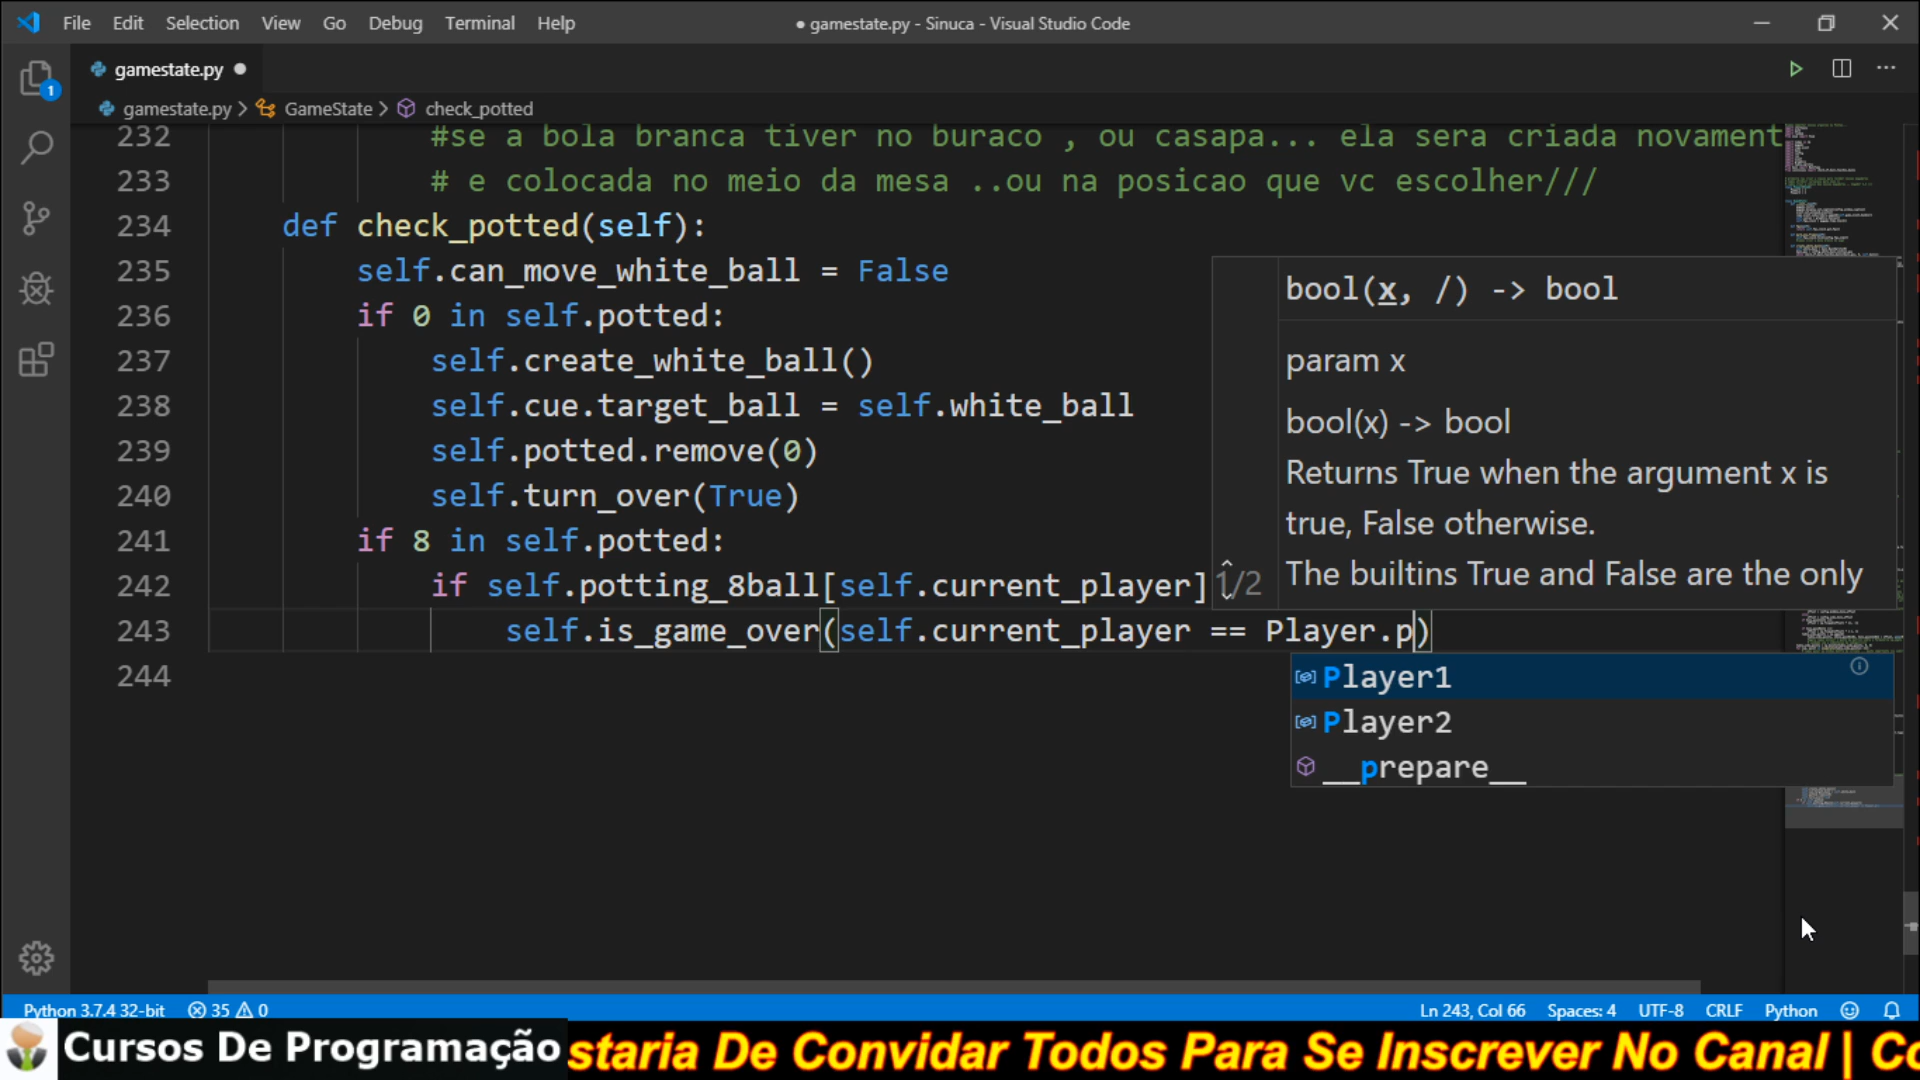 File Edit Selection View Go Debug Terminal Help
● gamestate.py - Sinuca - Visual Studio Code
gamestate.py ●
gamestate.py > GameState > check_potted
1
232 #se a bola branca tiver no buraco , ou casapa... ela sera criada novament
233 # e colocada no meio da mesa ..ou na posicao que vc escolher///
234 def check_potted(self):
235 self.can_move_white_ball = False
236 if 0 in self.potted:
237 self.create_white_ball()
238 self.cue.target_ball = self.white_ball
239 self.potted.remove(0)
240 self.turn_over(True)
241 if 8 in self.potted:
242 if self.potting_8ball[self.current_player]
243 self.is_game_over(self.current_player == Player.p)
244
bool(x, /) -> bool
param x
bool(x) -> bool
Returns True when the argument x is
true, False otherwise.
1/2 The builtins True and False are the only
Player1
Player2
__prepare__
Python 3.7.4 32-bit 35 0
Ln 243, Col 66 Spaces: 4 UTF-8 CRLF Python
Cursos De Programação
staria De Convidar Todos Para Se Inscrever No Canal | Co